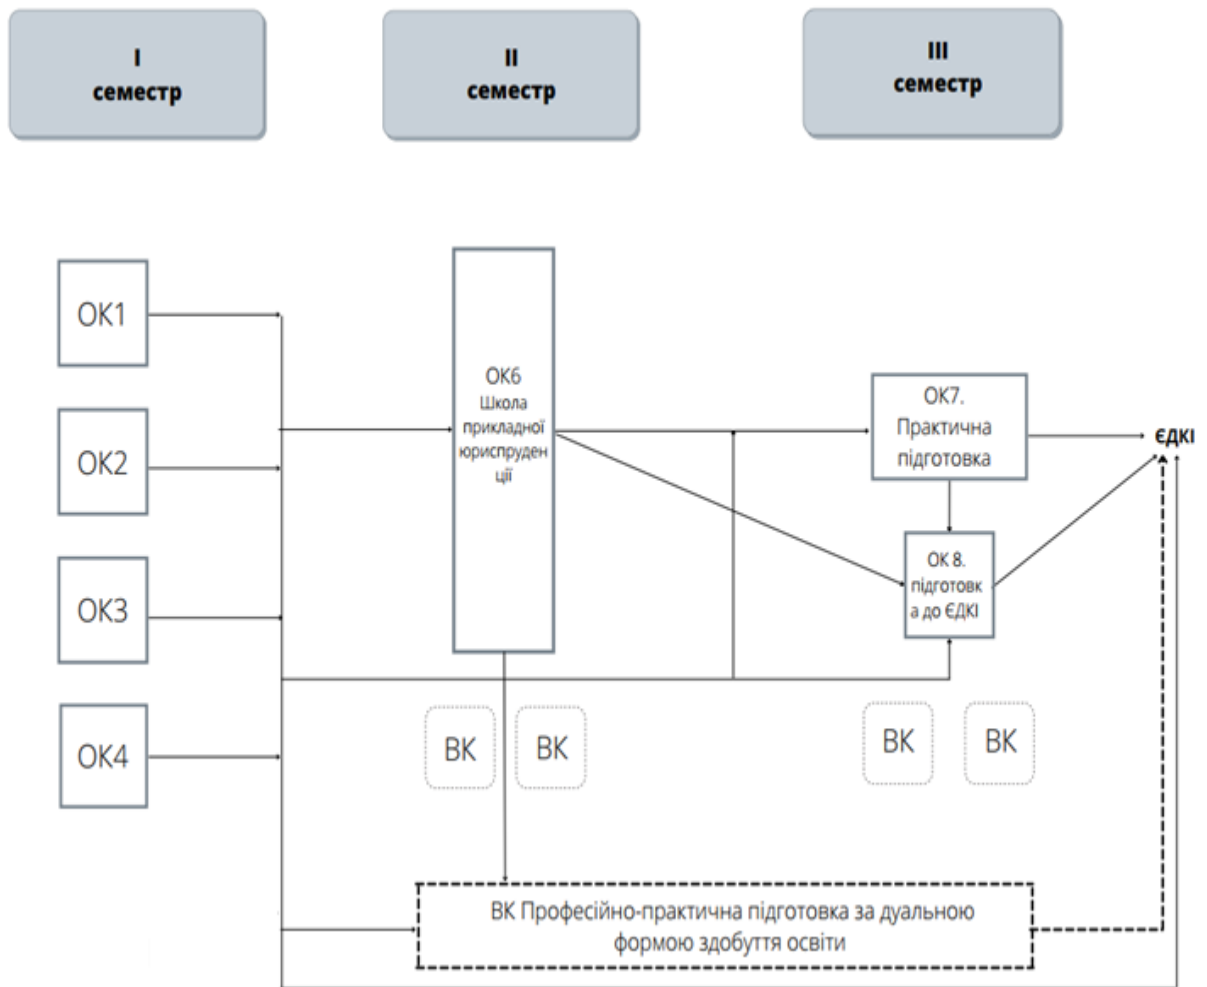 I
семестр
II
семестр
III
семестр
ОК1
ОК2
ОК3
ОК4
ОК6
Школа
прикладної
юриспруден
ції
ОК7.
Практична
підготовка
ЄДКІ
ОК 8.
підготовк
а до ЄДКІ
ВК
ВК
ВК
ВК
ВК Професійно-практична підготовка за дуальною
формою здобуття освіти